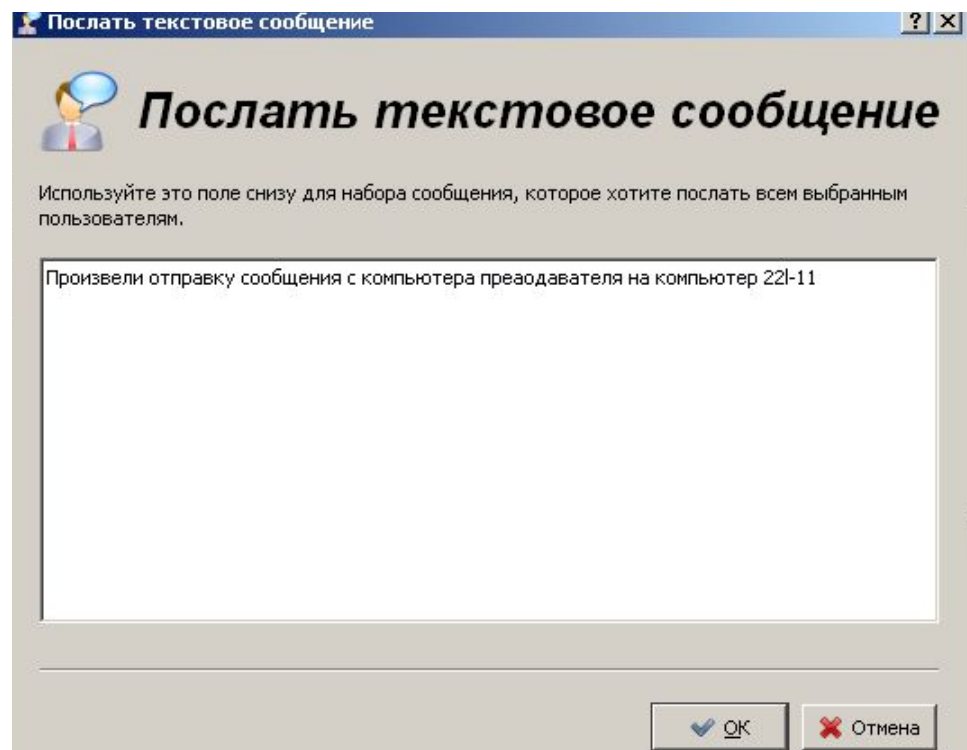 Послать текстовое сообщение
Послать текстовое сообщение
Используйте это поле снизу для набора сообщения, которое хотите послать всем выбранным
пользователям.
Произвели отправку сообщения с компьютера преаодавателя на компьютер 22l-11
OK
Отмена